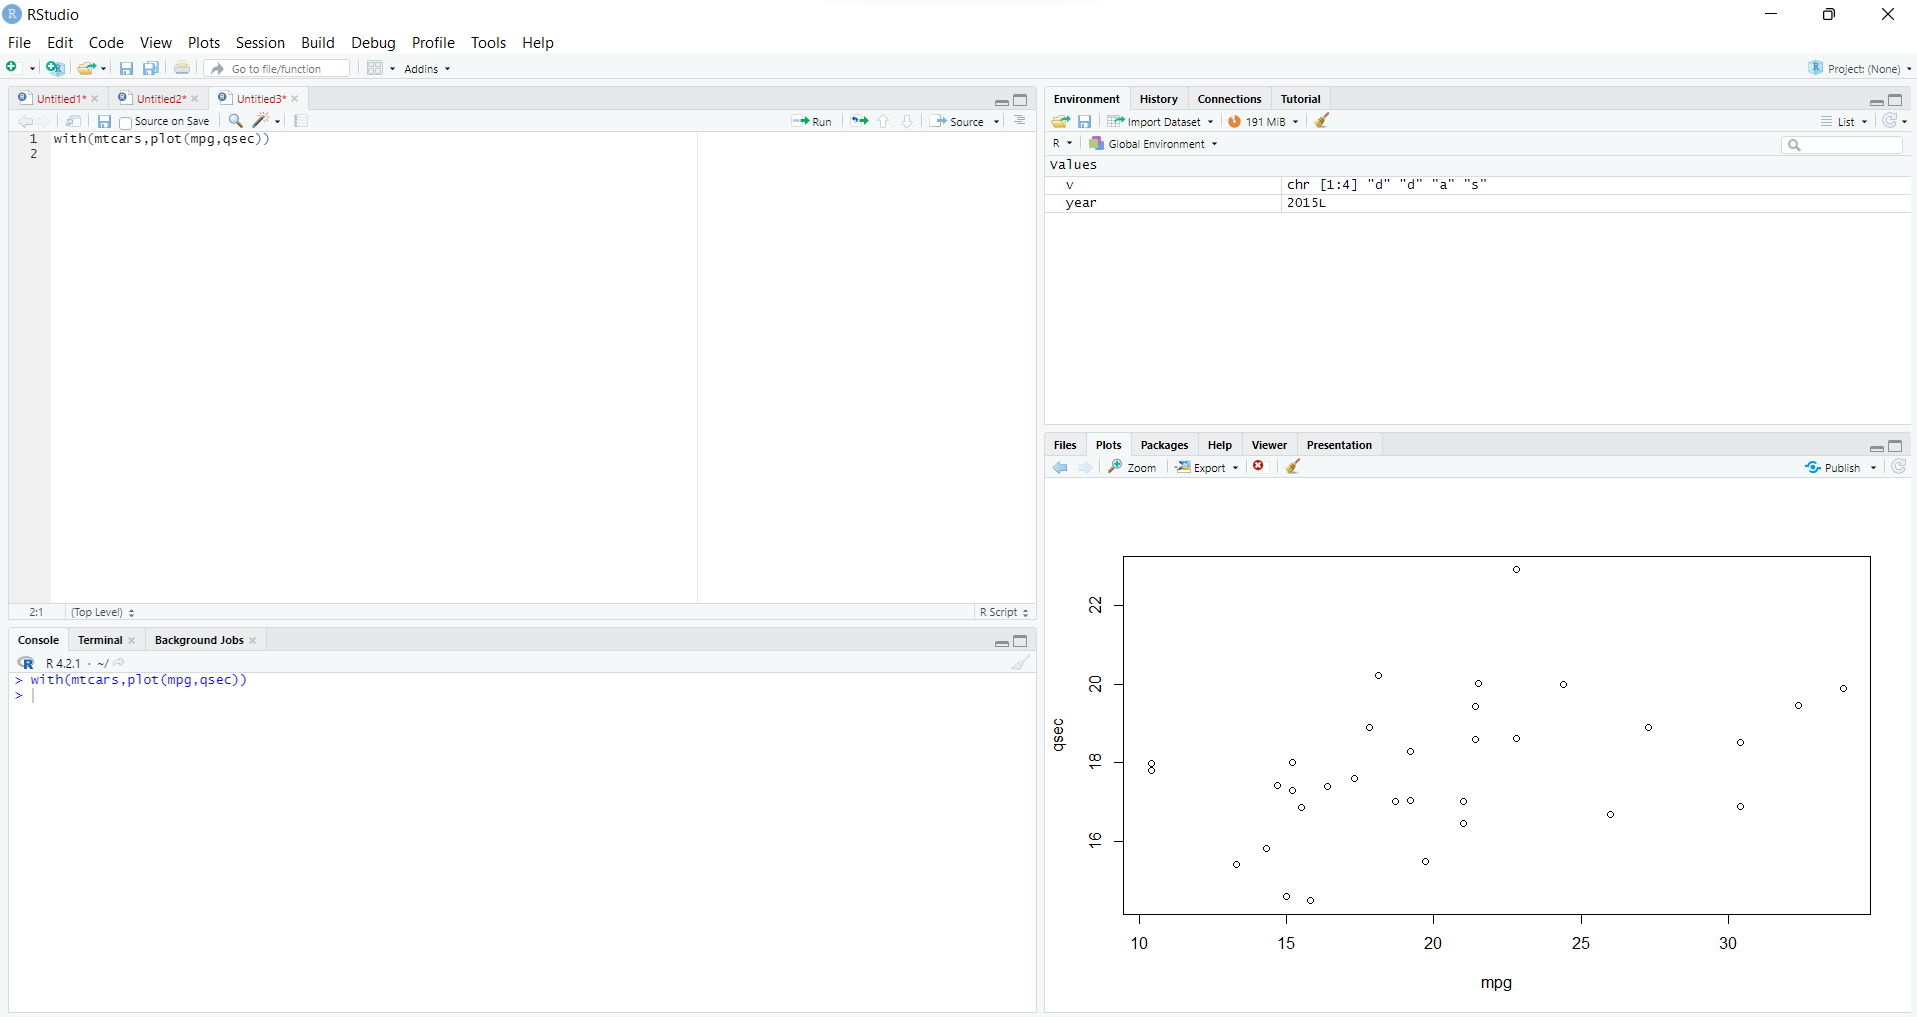 RStudio
File Edit Code View Plots Session Build Debug Profile Tools Help
Go to file/function Addins Project: (None)
Untitled1* Untitled2* Untitled3*
Source on Save Run Source
1 with(mtcars,plot(mpg,qsec))
2
2:1 (Top Level) R Script
Console Terminal Background Jobs
R 4.2.1 · ~/
> with(mtcars,plot(mpg,qsec))
>
Environment History Connections Tutorial
Import Dataset 191 MiB List
R Global Environment
Values
v chr [1:4] "d" "d" "a" "s"
year 2015L
Files Plots Packages Help Viewer Presentation
Zoom Export Publish
22
20
18
16
qsec
10 15 20 25 30
mpg